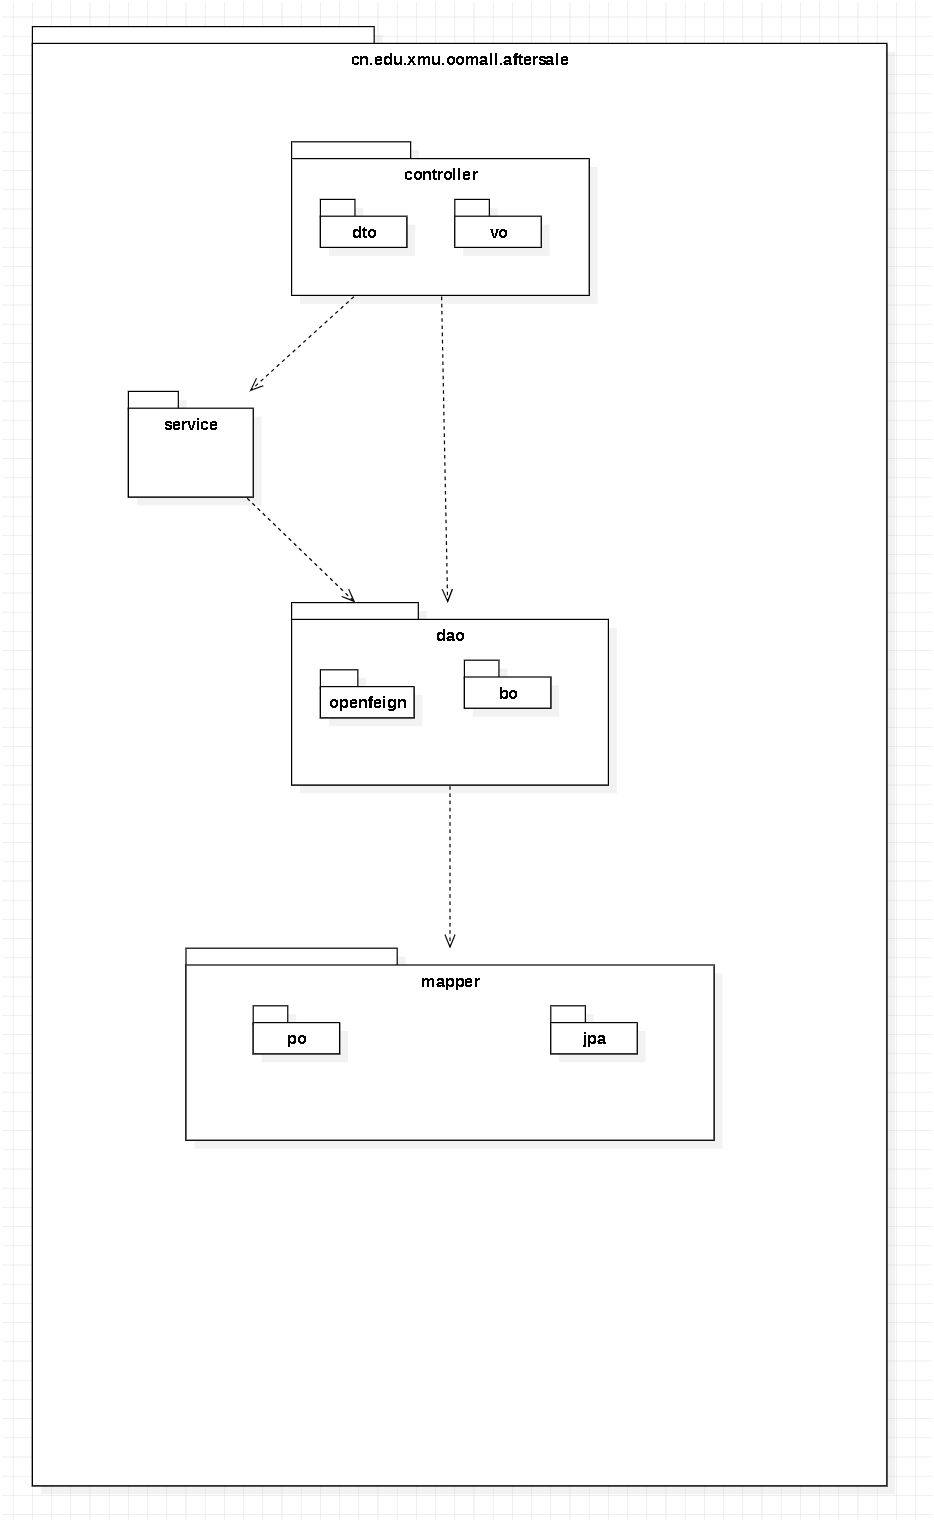 cn.edu.xmu.oomall.aftersale
controller
dto
vo
service
dao
openfeign
bo
mapper
po
jpa